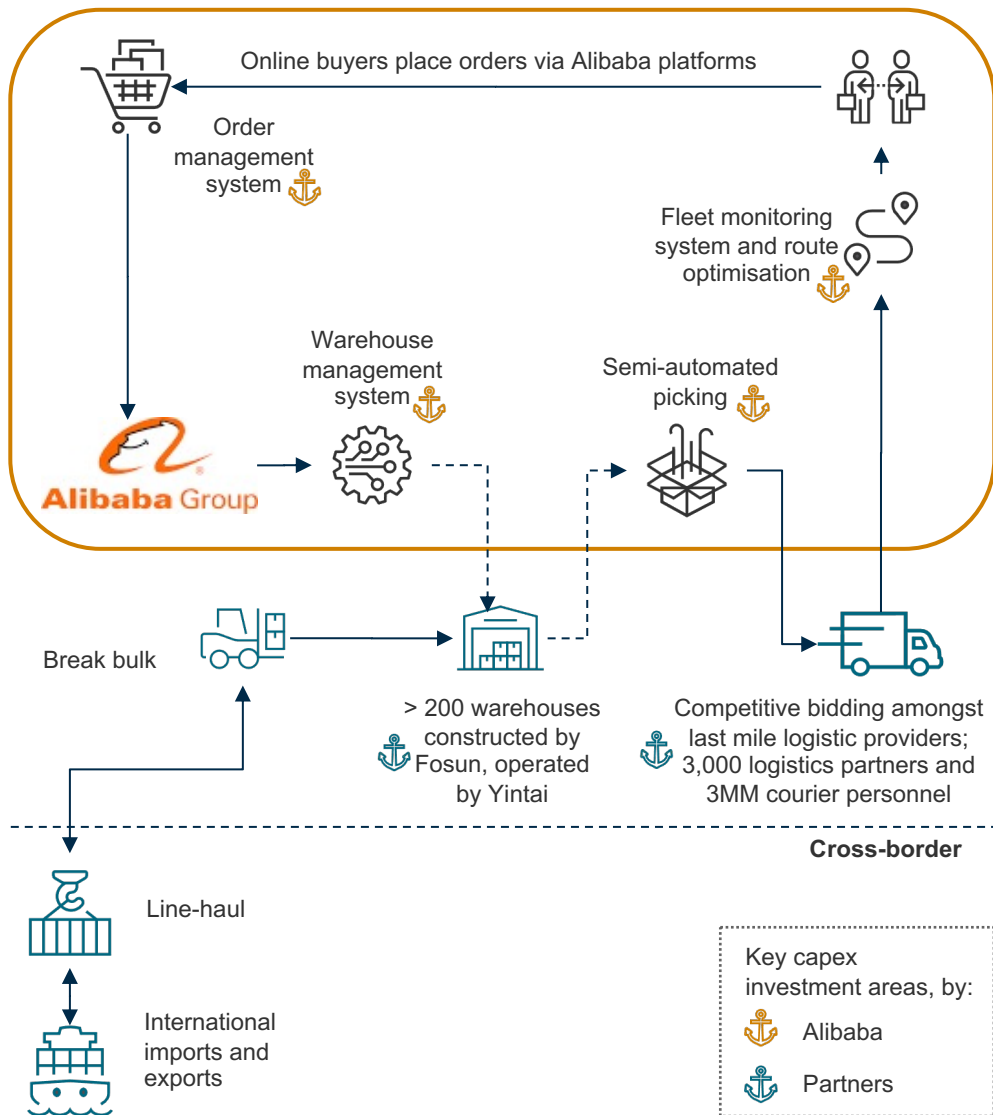 Online buyers place orders via Alibaba platforms
Order
management
system
Fleet monitoring
system and route
optimisation
Warehouse
management
system
Semi-automated
picking
Alibaba Group
®
Break bulk
> 200 warehouses
constructed by
Fosun, operated
by Yintai
Competitive bidding amongst
last mile logistic providers;
3,000 logistics partners and
3MM courier personnel
Cross-border
Line-haul
International
imports and
exports
Key capex
investment areas, by:
Alibaba
Partners